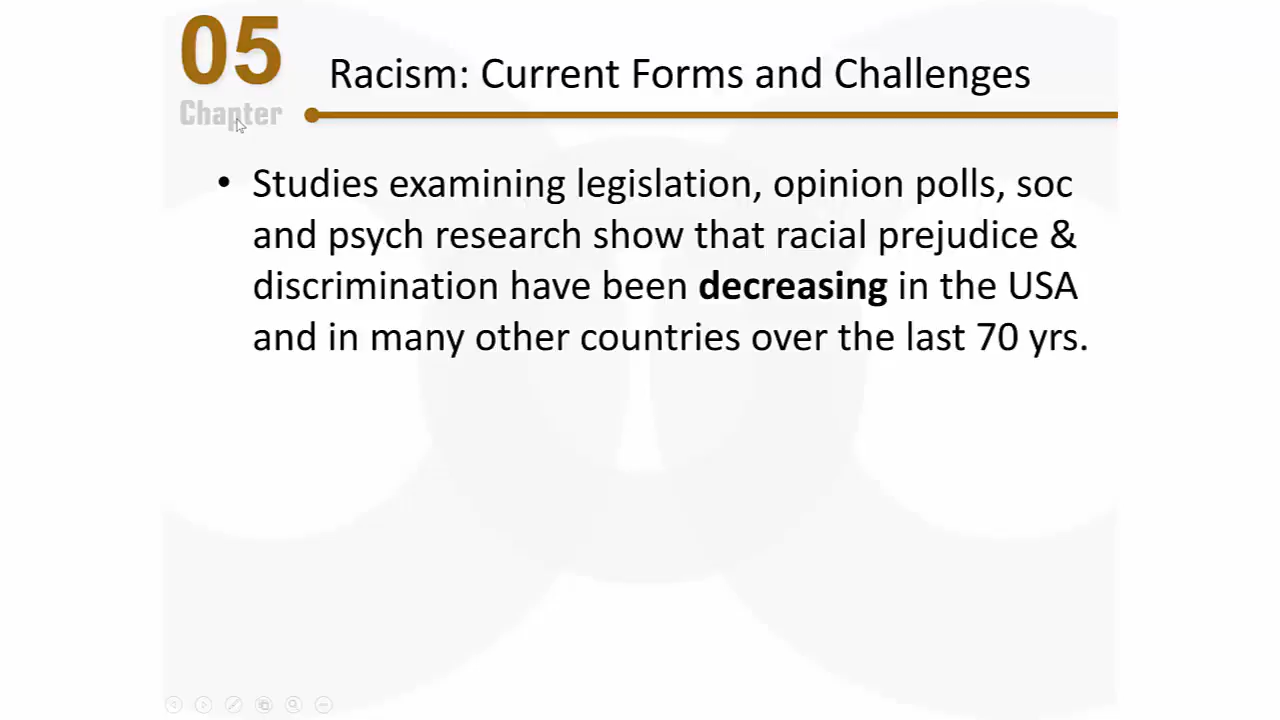 05
Chapter
Racism: Current Forms and Challenges
• Studies examining legislation, opinion polls, soc
and psych research show that racial prejudice &
discrimination have been decreasing in the USA
and in many other countries over the last 70 yrs.